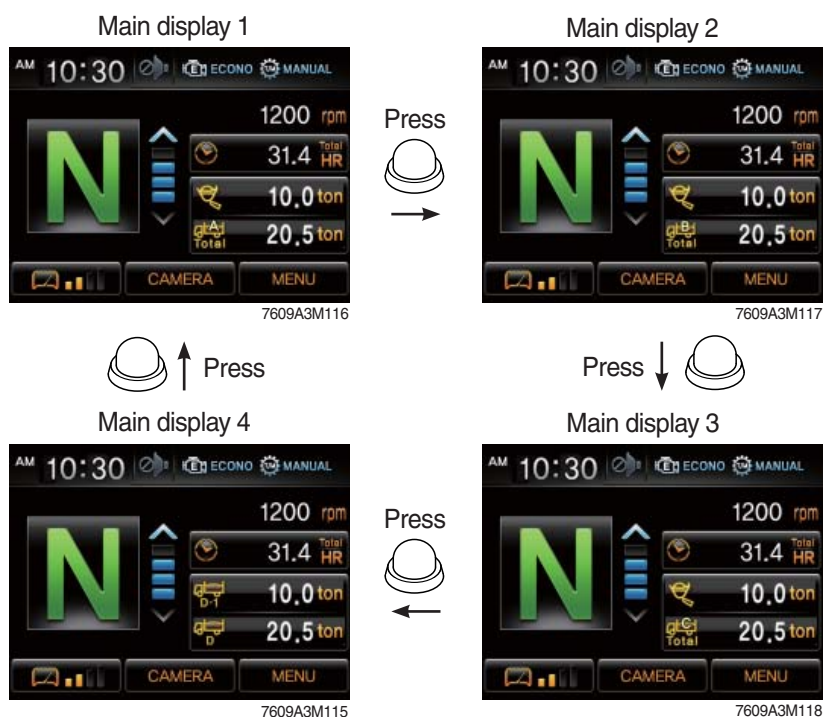 Main display 1
AM 10:30 E ECONO T/M MANUAL
N
1200 rpm
31.4 Total HR
10.0 ton
A Total 20.5 ton
CAMERA MENU
7609A3M116
Press
Main display 2
AM 10:30 E ECONO T/M MANUAL
N
1200 rpm
31.4 Total HR
10.0 ton
B Total 20.5 ton
CAMERA MENU
7609A3M117
Press
Press
Main display 4
AM 10:30 E ECONO T/M MANUAL
N
1200 rpm
31.4 Total HR
D-1 10.0 ton
D 20.5 ton
CAMERA MENU
7609A3M115
Press
Main display 3
AM 10:30 E ECONO T/M MANUAL
N
1200 rpm
31.4 Total HR
10.0 ton
C Total 20.5 ton
CAMERA MENU
7609A3M118